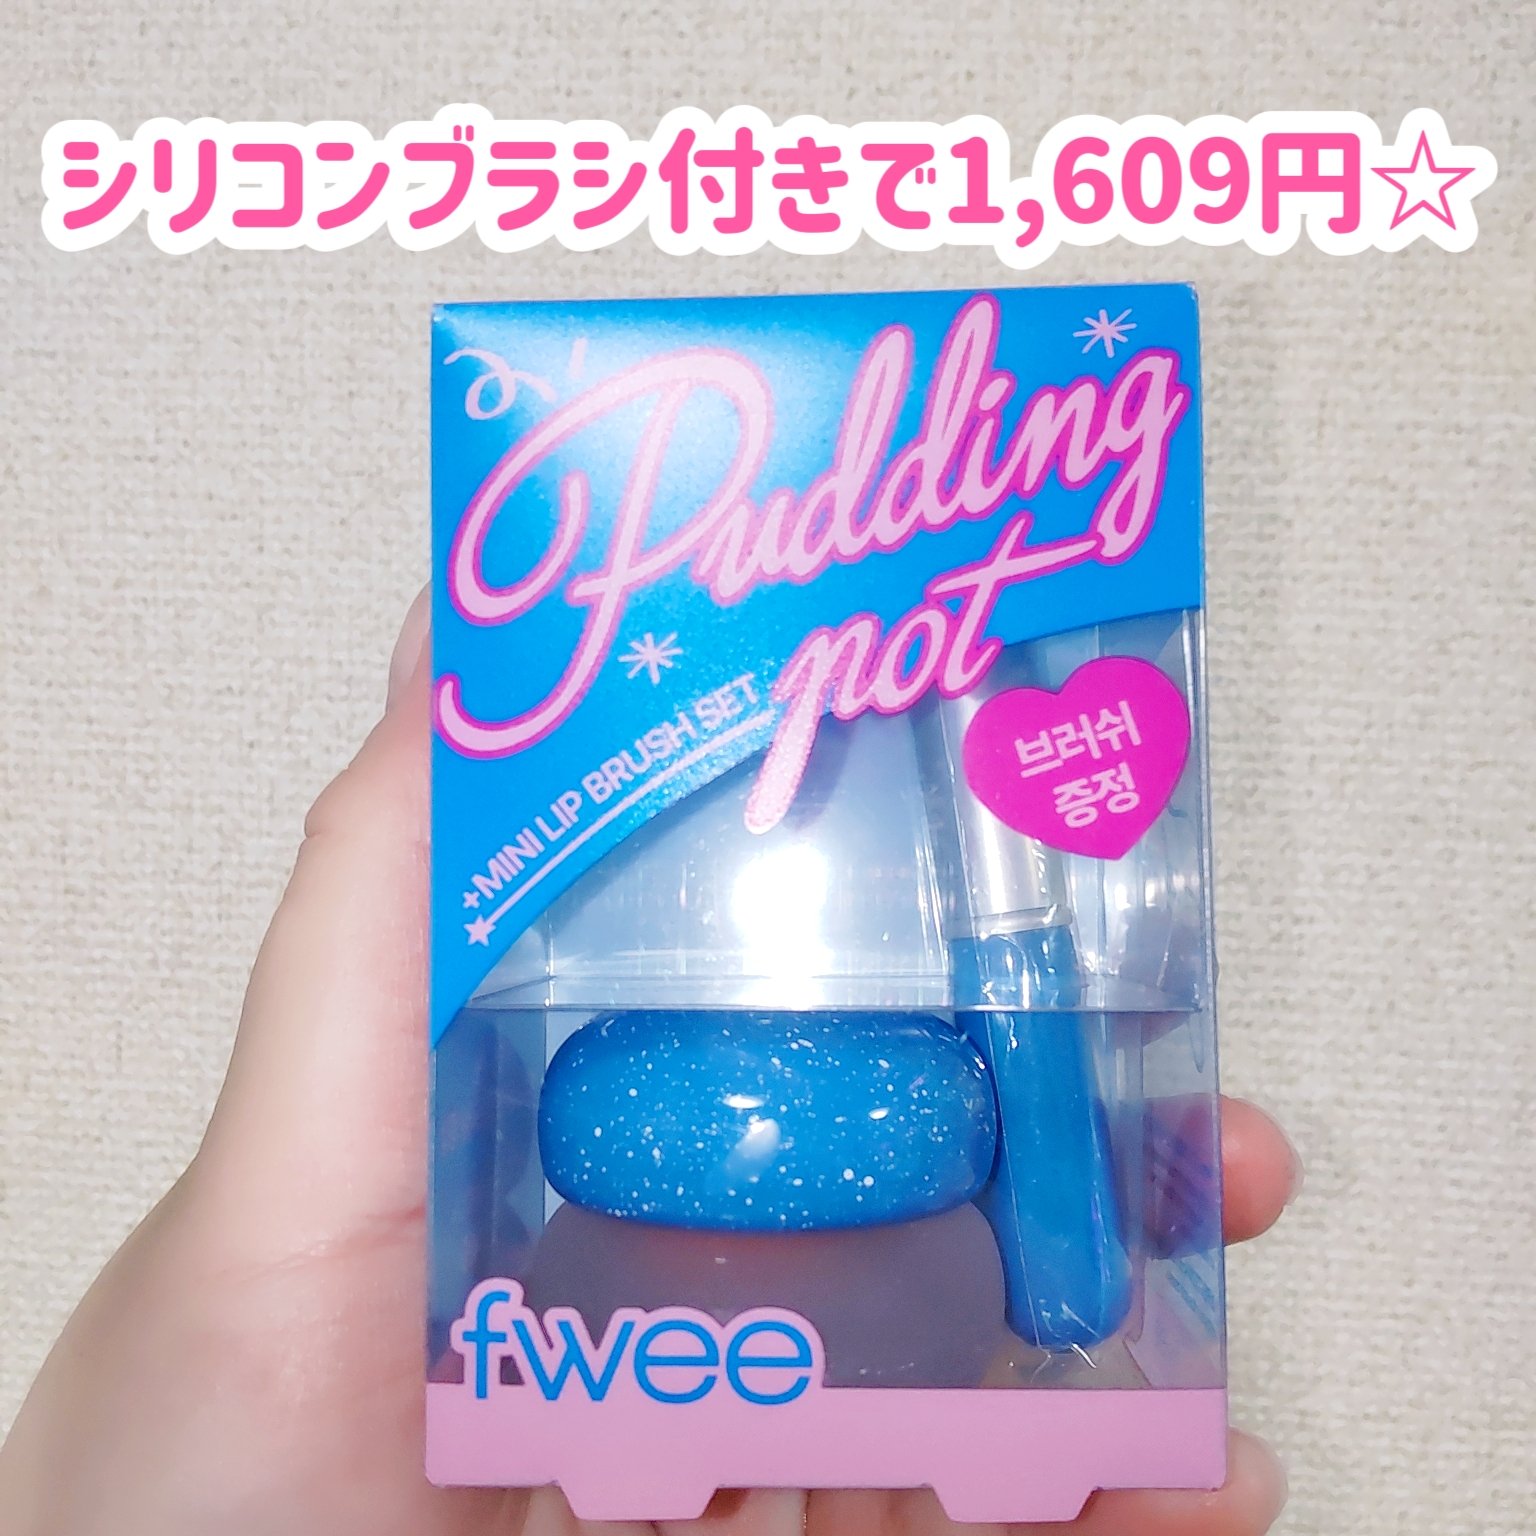 シリコンブラシ付きで1,609円☆
Pudding
pot
+MINI LIP BRUSH SET
브러쉬
증정
fwee